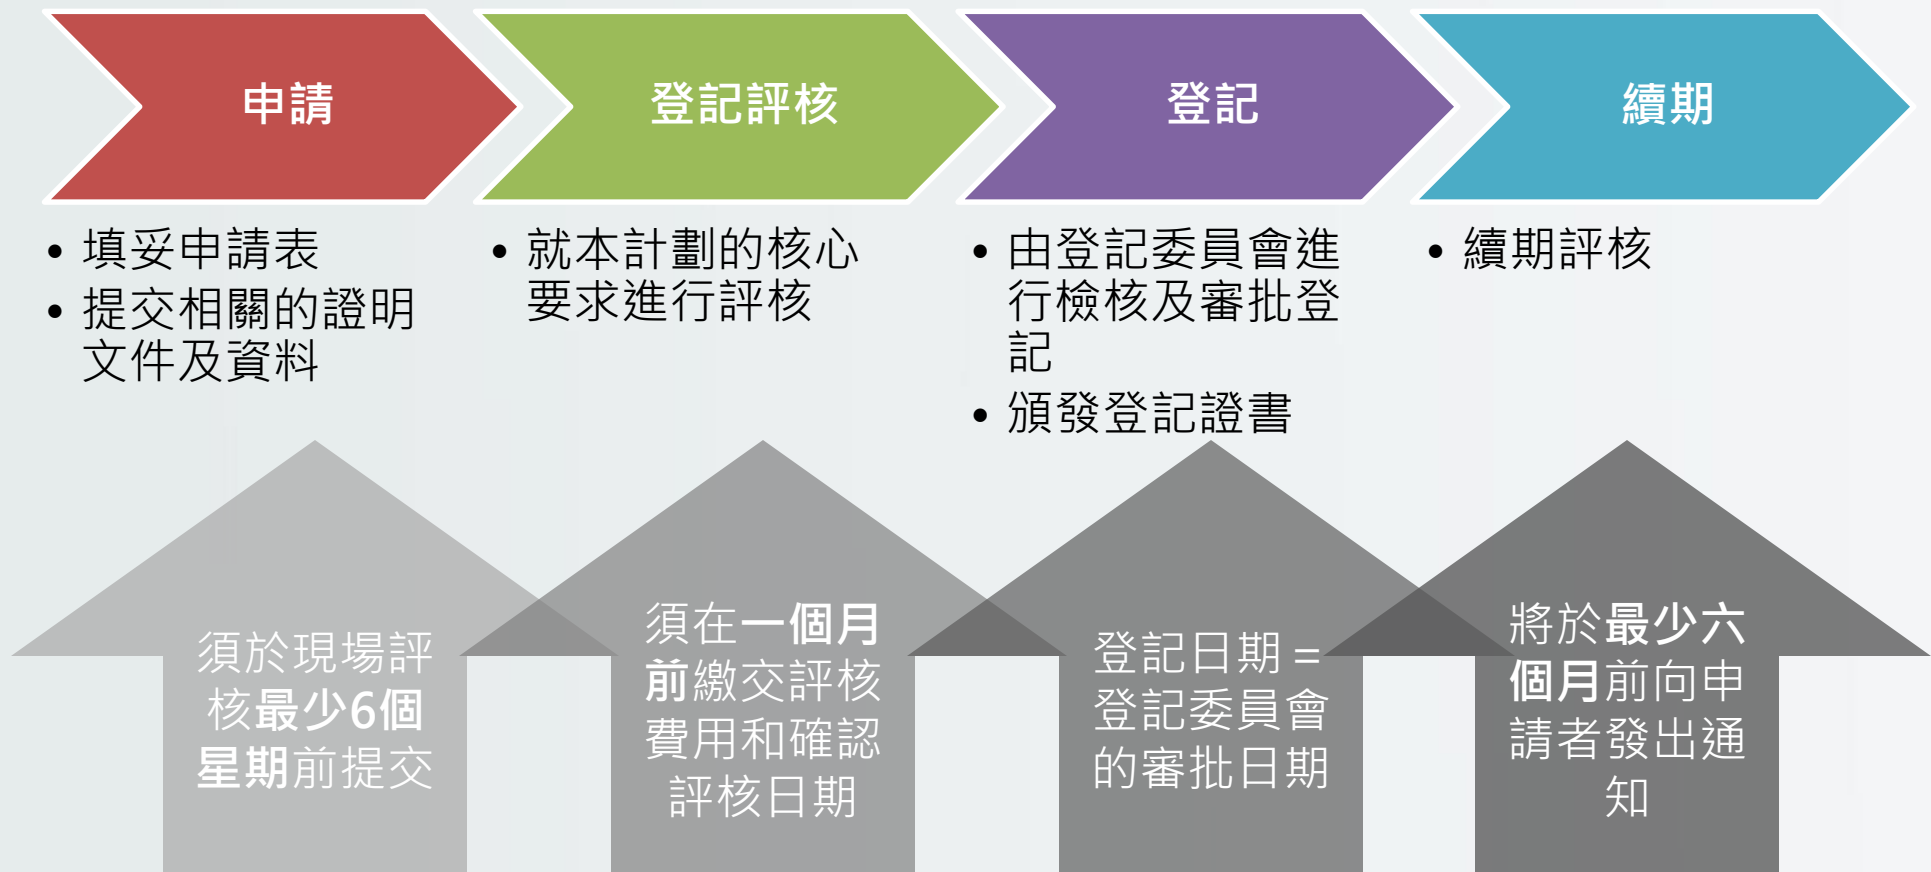 申請
登記評核
登記
續期
• 填妥申請表
• 提交相關的證明
文件及資料
• 就本計劃的核心
要求進行評核
• 由登記委員會進
行檢核及審批登
記
• 頒發登記證書
• 續期評核
須於現場評
核最少6個
星期前提交
須在一個月
前繳交評核
費用和確認
評核日期
登記日期 =
登記委員會
的審批日期
將於最少六
個月前向申
請者發出通
知